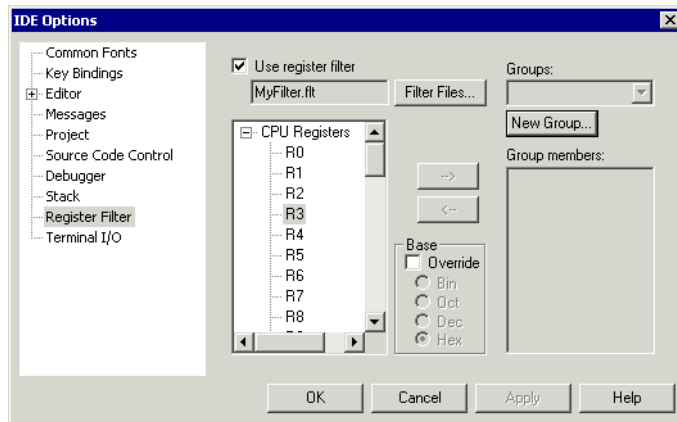 IDE Options
Common Fonts
Key Bindings
Editor
Messages
Project
Source Code Control
Debugger
Stack
Register Filter
Terminal I/O
Use register filter
MyFilter.flt
Filter Files...
CPU Registers
R0
R1
R2
R3
R4
R5
R6
R7
R8
-->
<--
Base
Override
Bin
Oct
Dec
Hex
Groups:
New Group...
Group members:
OK
Cancel
Apply
Help